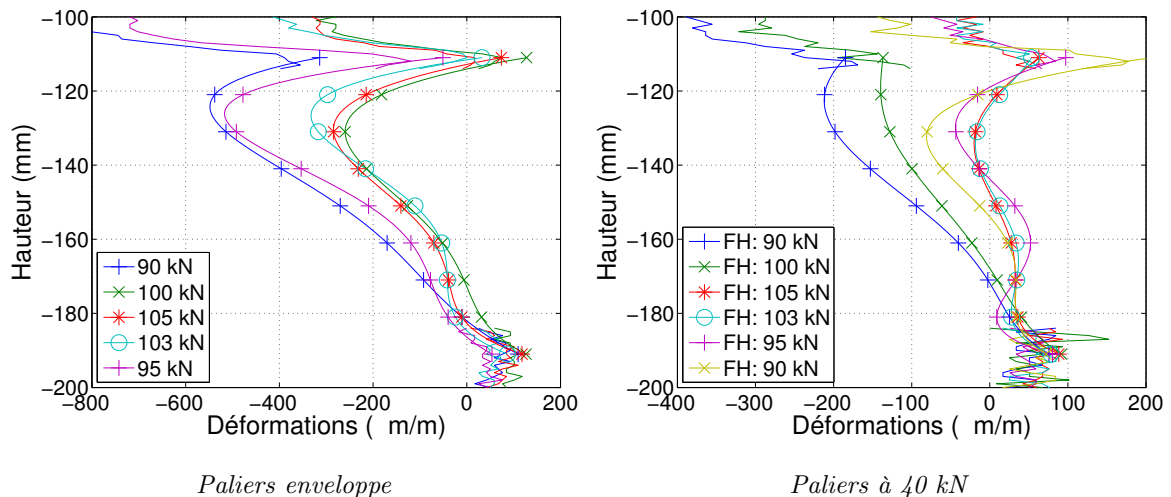 −100
−120
−140
−160
−180
−200
−800 −600 −400 −200 0 200
Hauteur (mm)
Déformations ( m/m)
90 kN
100 kN
105 kN
103 kN
95 kN
Paliers enveloppe
−100
−120
−140
−160
−180
−200
−400 −300 −200 −100 0 100 200
Hauteur (mm)
Déformations ( m/m)
FH: 90 kN
FH: 100 kN
FH: 105 kN
FH: 103 kN
FH: 95 kN
FH: 90 kN
Paliers à 40 kN